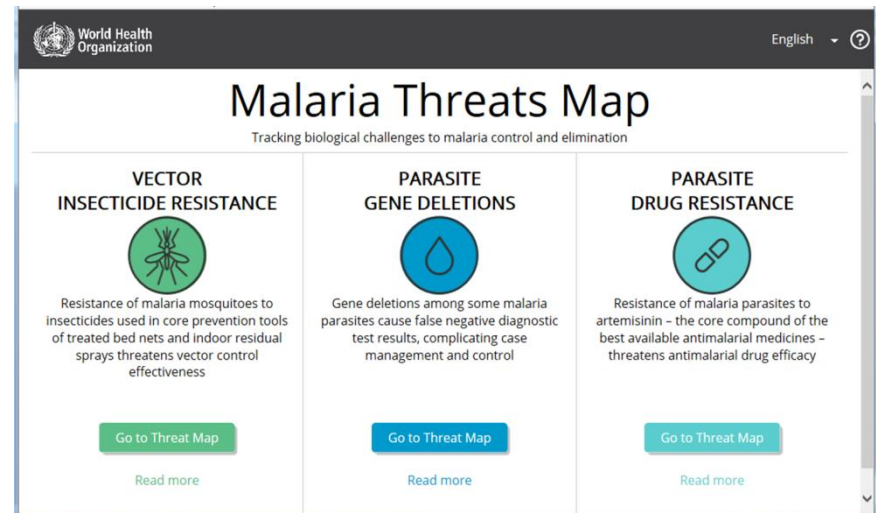 World Health
Organization
English
Malaria Threats Map
Tracking biological challenges to malaria control and elimination
VECTOR
INSECTICIDE RESISTANCE
Resistance of malaria mosquitoes to
insecticides used in core prevention tools
of treated bed nets and indoor residual
sprays threatens vector control
effectiveness
Go to Threat Map
Read more
PARASITE
GENE DELETIONS
Gene deletions among some malaria
parasites cause false negative diagnostic
test results, complicating case
management and control
Go to Threat Map
Read more
PARASITE
DRUG RESISTANCE
Resistance of malaria parasites to
artemisinin – the core compound of the
best available antimalarial medicines –
threatens antimalarial drug efficacy
Go to Threat Map
Read more